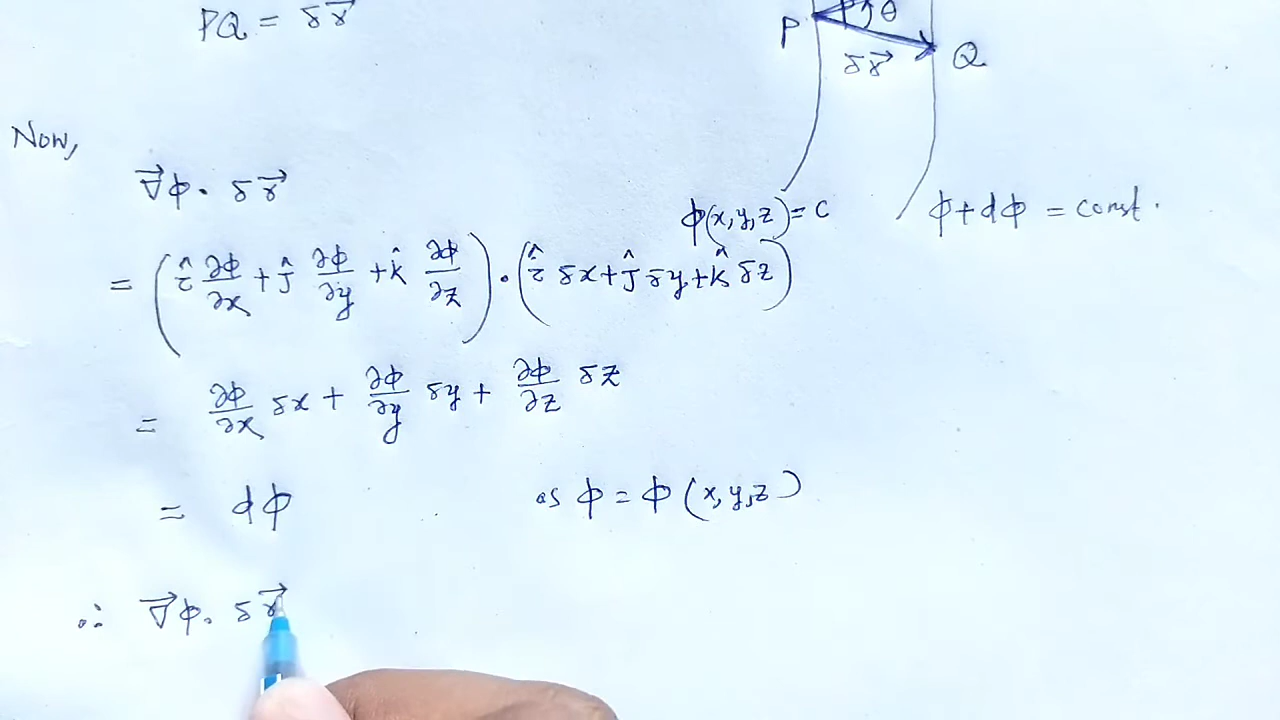 PQ = δr⃗
P θ
δr⃗ Q
Now,
∇⃗ϕ · δr⃗
ϕ(x,y,z) = c ϕ+dϕ = const.
= (î ∂ϕ/∂x + ĵ ∂ϕ/∂y + k̂ ∂ϕ/∂z) · (î δx + ĵ δy + k̂ δz)
= ∂ϕ/∂x δx + ∂ϕ/∂y δy + ∂ϕ/∂z δz
= dϕ as ϕ = ϕ(x,y,z)
∴ ∇⃗ϕ · δr⃗